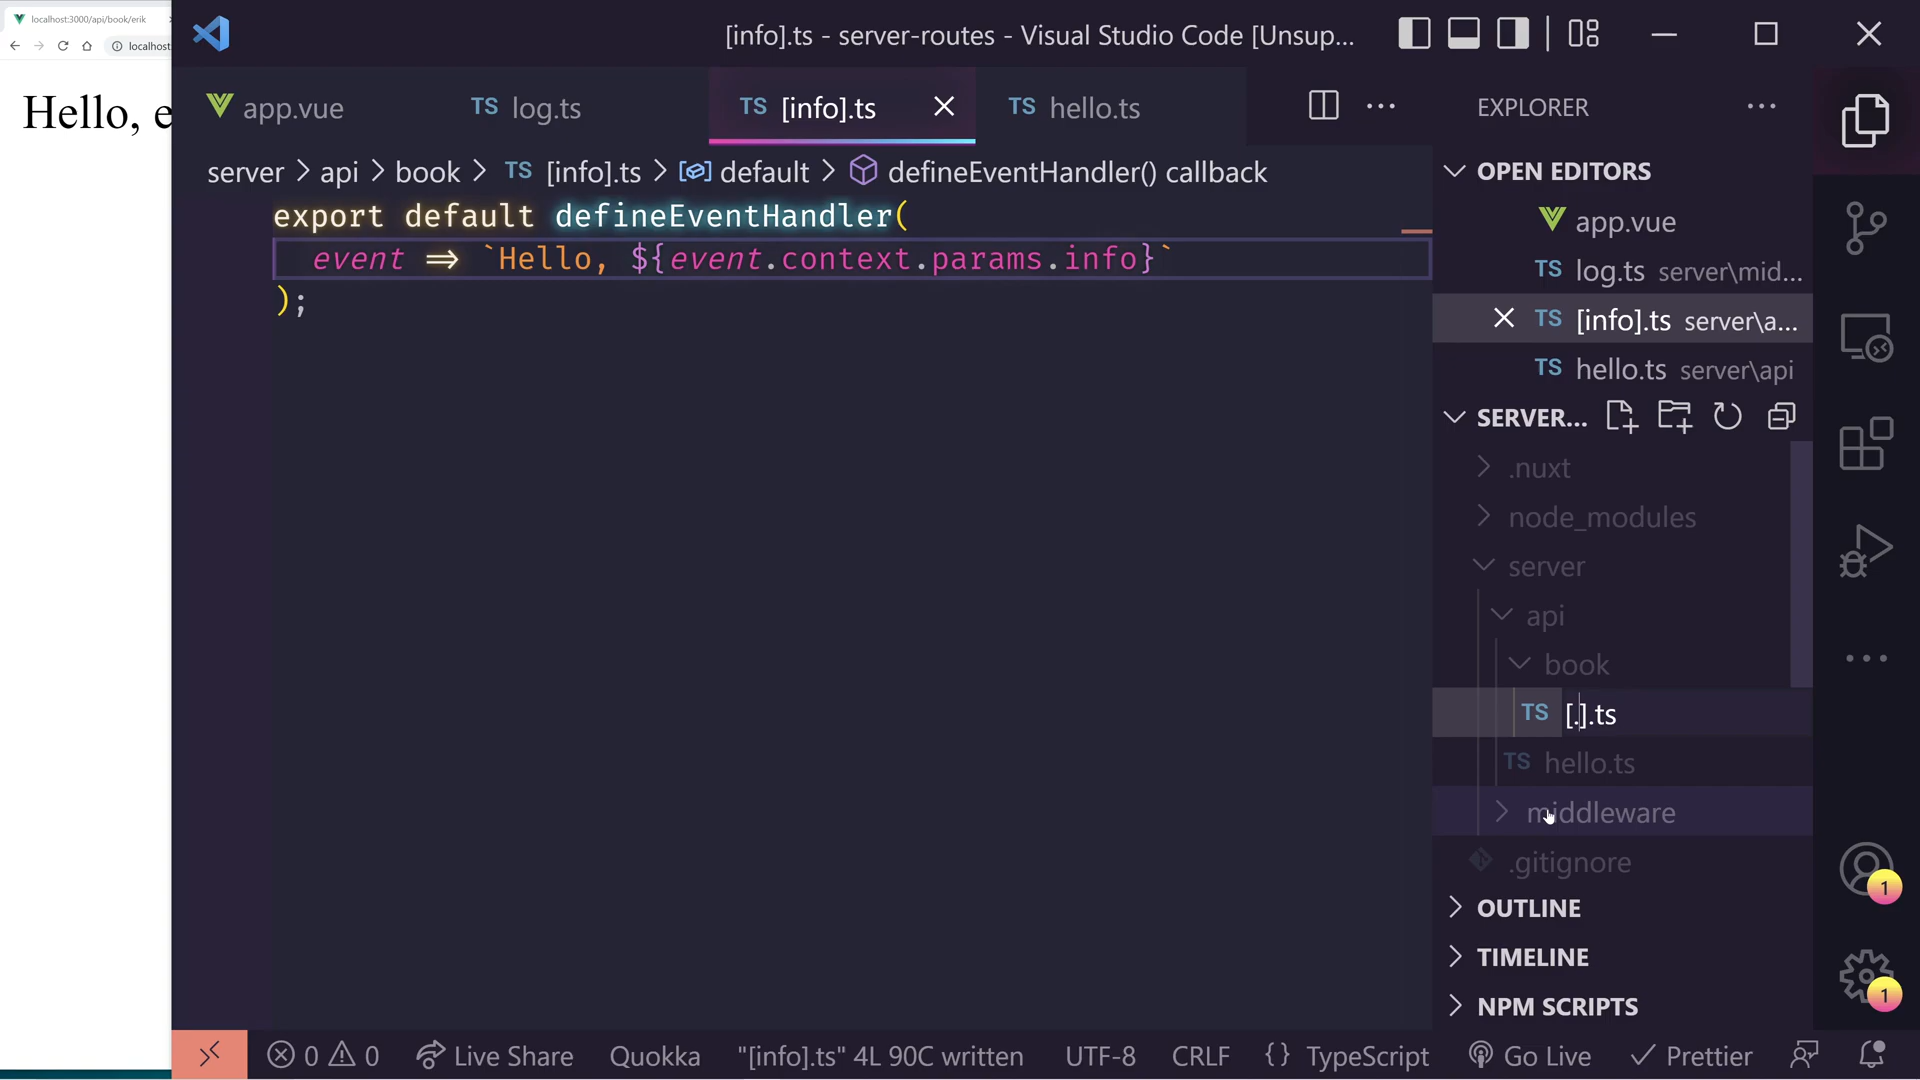 localhost:3000/api/book/erik
localhost
Hello, e
[info].ts - server-routes - Visual Studio Code [Unsup...
app.vue
TS log.ts
TS [info].ts
TS hello.ts
server > api > book > TS [info].ts > default > defineEventHandler() callback
export default defineEventHandler(
event => `Hello, ${event.context.params.info}`
);
EXPLORER
OPEN EDITORS
app.vue
TS log.ts server\mid...
TS [info].ts server\a...
TS hello.ts server\api
SERVER...
.nuxt
node_modules
server
api
book
TS [.].ts
TS hello.ts
middleware
.gitignore
OUTLINE
TIMELINE
NPM SCRIPTS
1
1
0 0 Live Share Quokka "[info].ts" 4L 90C written UTF-8 CRLF {} TypeScript Go Live Prettier